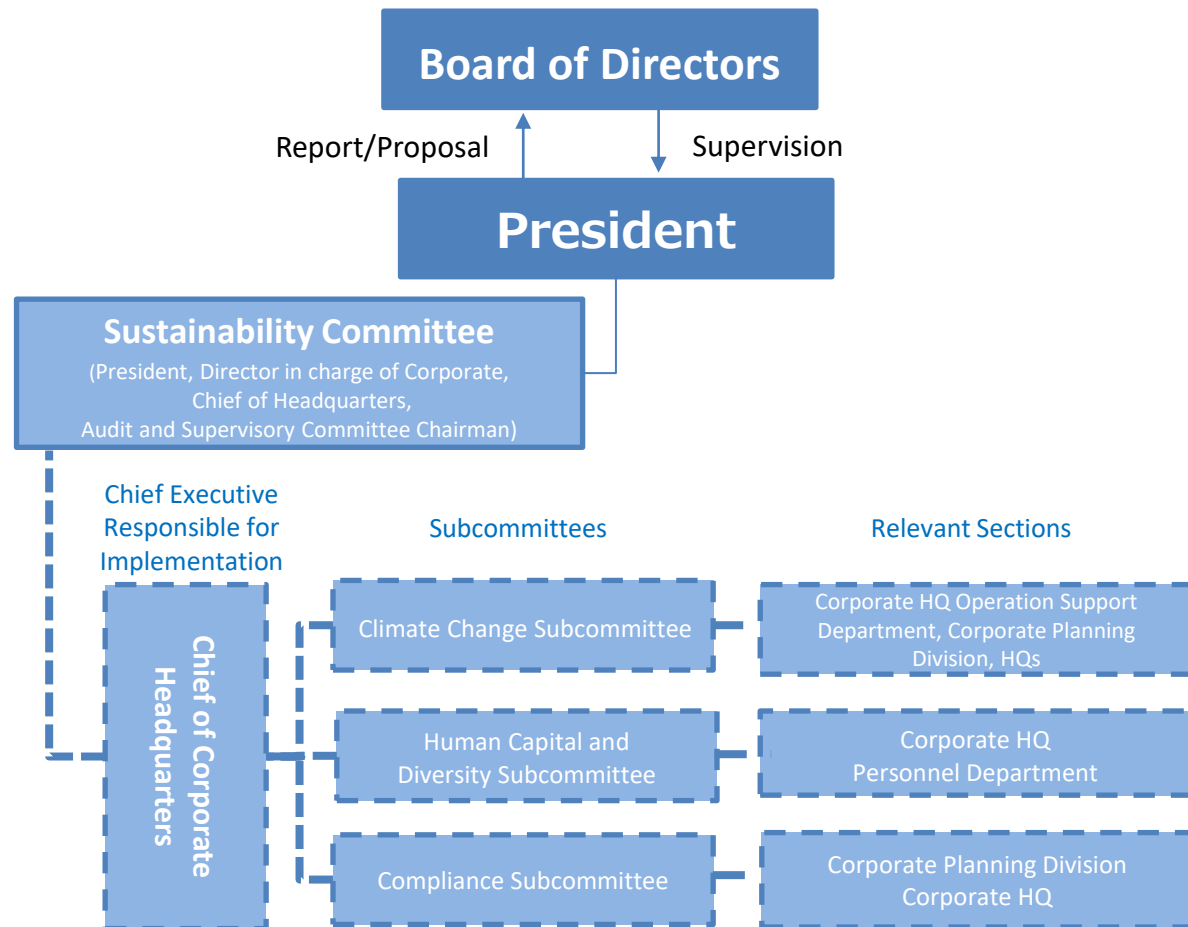 Board of Directors
Report/Proposal
Supervision
President
Sustainability Committee
(President, Director in charge of Corporate,
Chief of Headquarters,
Audit and Supervisory Committee Chairman)
Chief Executive
Responsible for
Implementation
Subcommittees
Relevant Sections
Chief of Corporate
Headquarters
Climate Change Subcommittee
Corporate HQ Operation Support
Department, Corporate Planning
Division, HQs
Human Capital and
Diversity Subcommittee
Corporate HQ
Personnel Department
Compliance Subcommittee
Corporate Planning Division
Corporate HQ